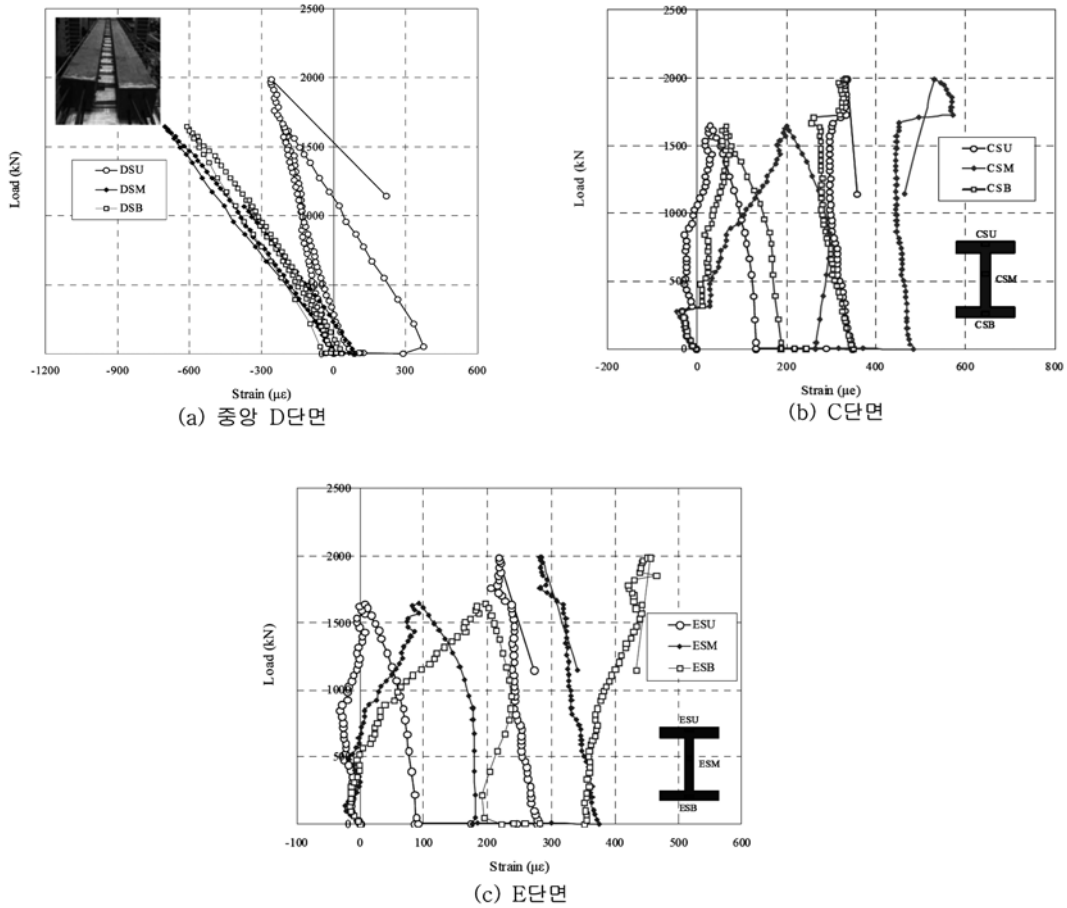 2500
2000
1500
1000
500
0
Load (kN)
-1200
-900
-600
-300
0
300
600
Strain (με)
DSU
DSM
DSB
(a) 중앙 D단면
2500
2000
1500
1000
500
0
Load (kN
-200
0
200
400
600
800
Strain (με)
CSU
CSM
CSB
CSU
CSM
CSB
(b) C단면
2500
2000
1500
1000
500
0
Load (kN)
-100
0
100
200
300
400
500
600
Strain (με)
ESU
ESM
ESB
ESU
ESM
ESB
(c) E단면